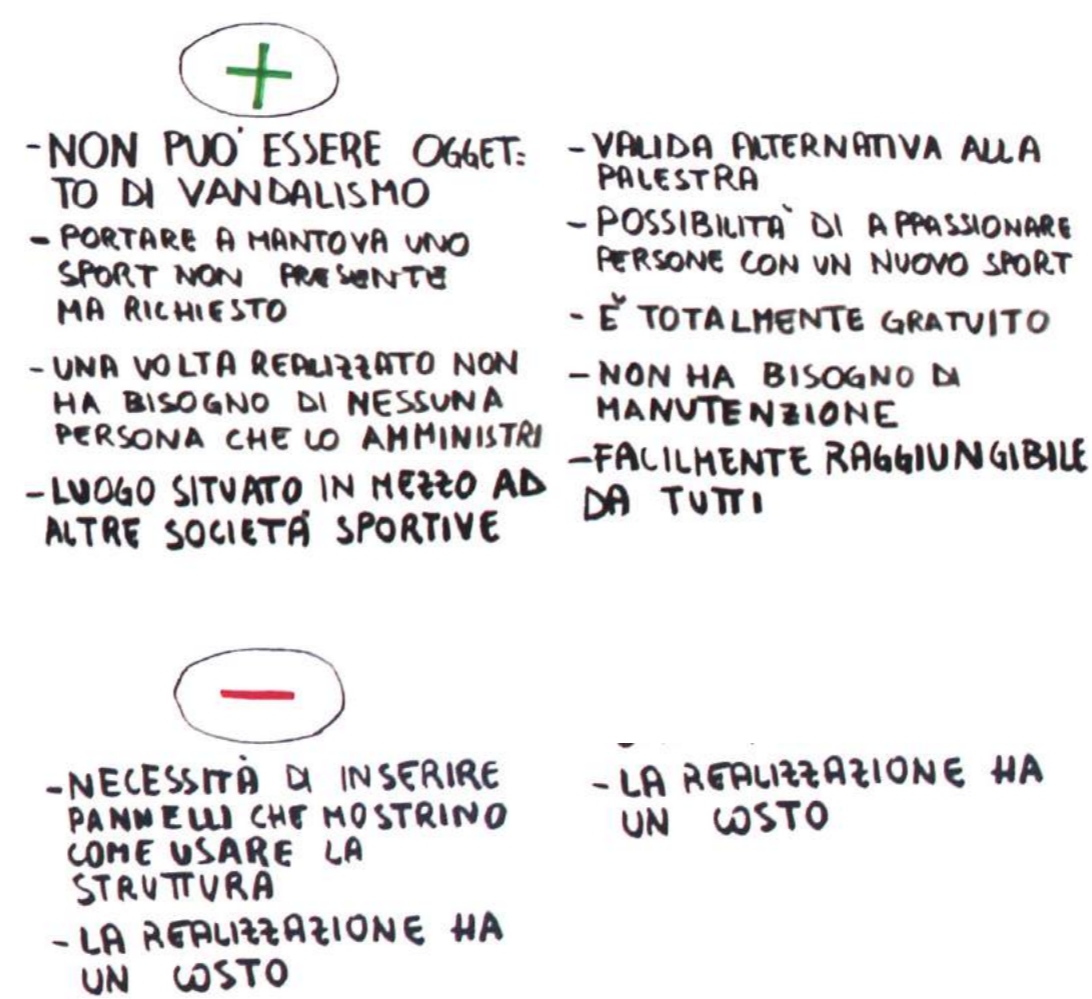 +
-NON PUO' ESSERE OGGET=
TO DI VANDALISMO
- PORTARE A MANTOVA UNO
SPORT NON PRESENTE
MA RICHIESTO
- UNA VOLTA REALIZZATO NON
HA BISOGNO DI NESSUNA
PERSONA CHE LO AMMINISTRI
- LUOGO SITUATO IN MEZZO AD
ALTRE SOCIETÀ SPORTIVE
- VALIDA ALTERNATIVA ALLA
PALESTRA
- POSSIBILITÀ DI APPASSIONARE
PERSONE CON UN NUOVO SPORT
- È TOTALMENTE GRATUITO
- NON HA BISOGNO DI
MANUTENZIONE
- FACILMENTE RAGGIUNGIBILE
DA TUTTI
-
- NECESSITÀ DI INSERIRE
PANNELLI CHE MOSTRINO
COME USARE LA
STRUTTURA
- LA REALIZZAZIONE HA
UN COSTO
- LA REALIZZAZIONE HA
UN COSTO